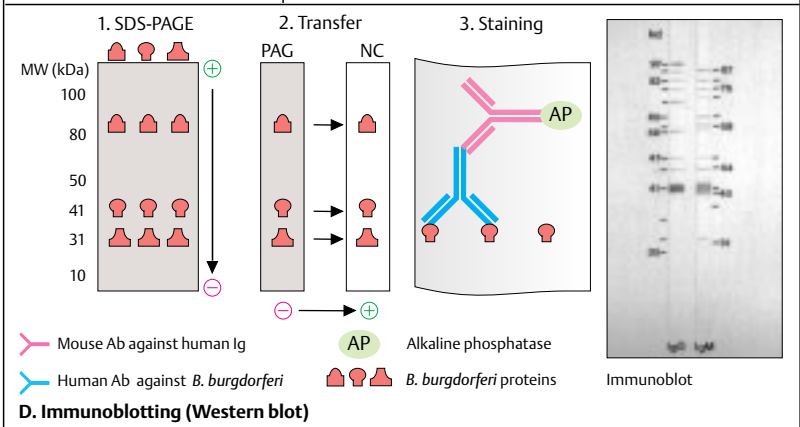 1. SDS-PAGE
2. Transfer
3. Staining
PAG
NC
MW (kDa)
+
100
80
50
41
31
10
−
− +
AP
Mouse Ab against human Ig
AP
Alkaline phosphatase
Human Ab against B. burgdorferi
B. burgdorferi proteins
Immunoblot
D. Immunoblotting (Western blot)